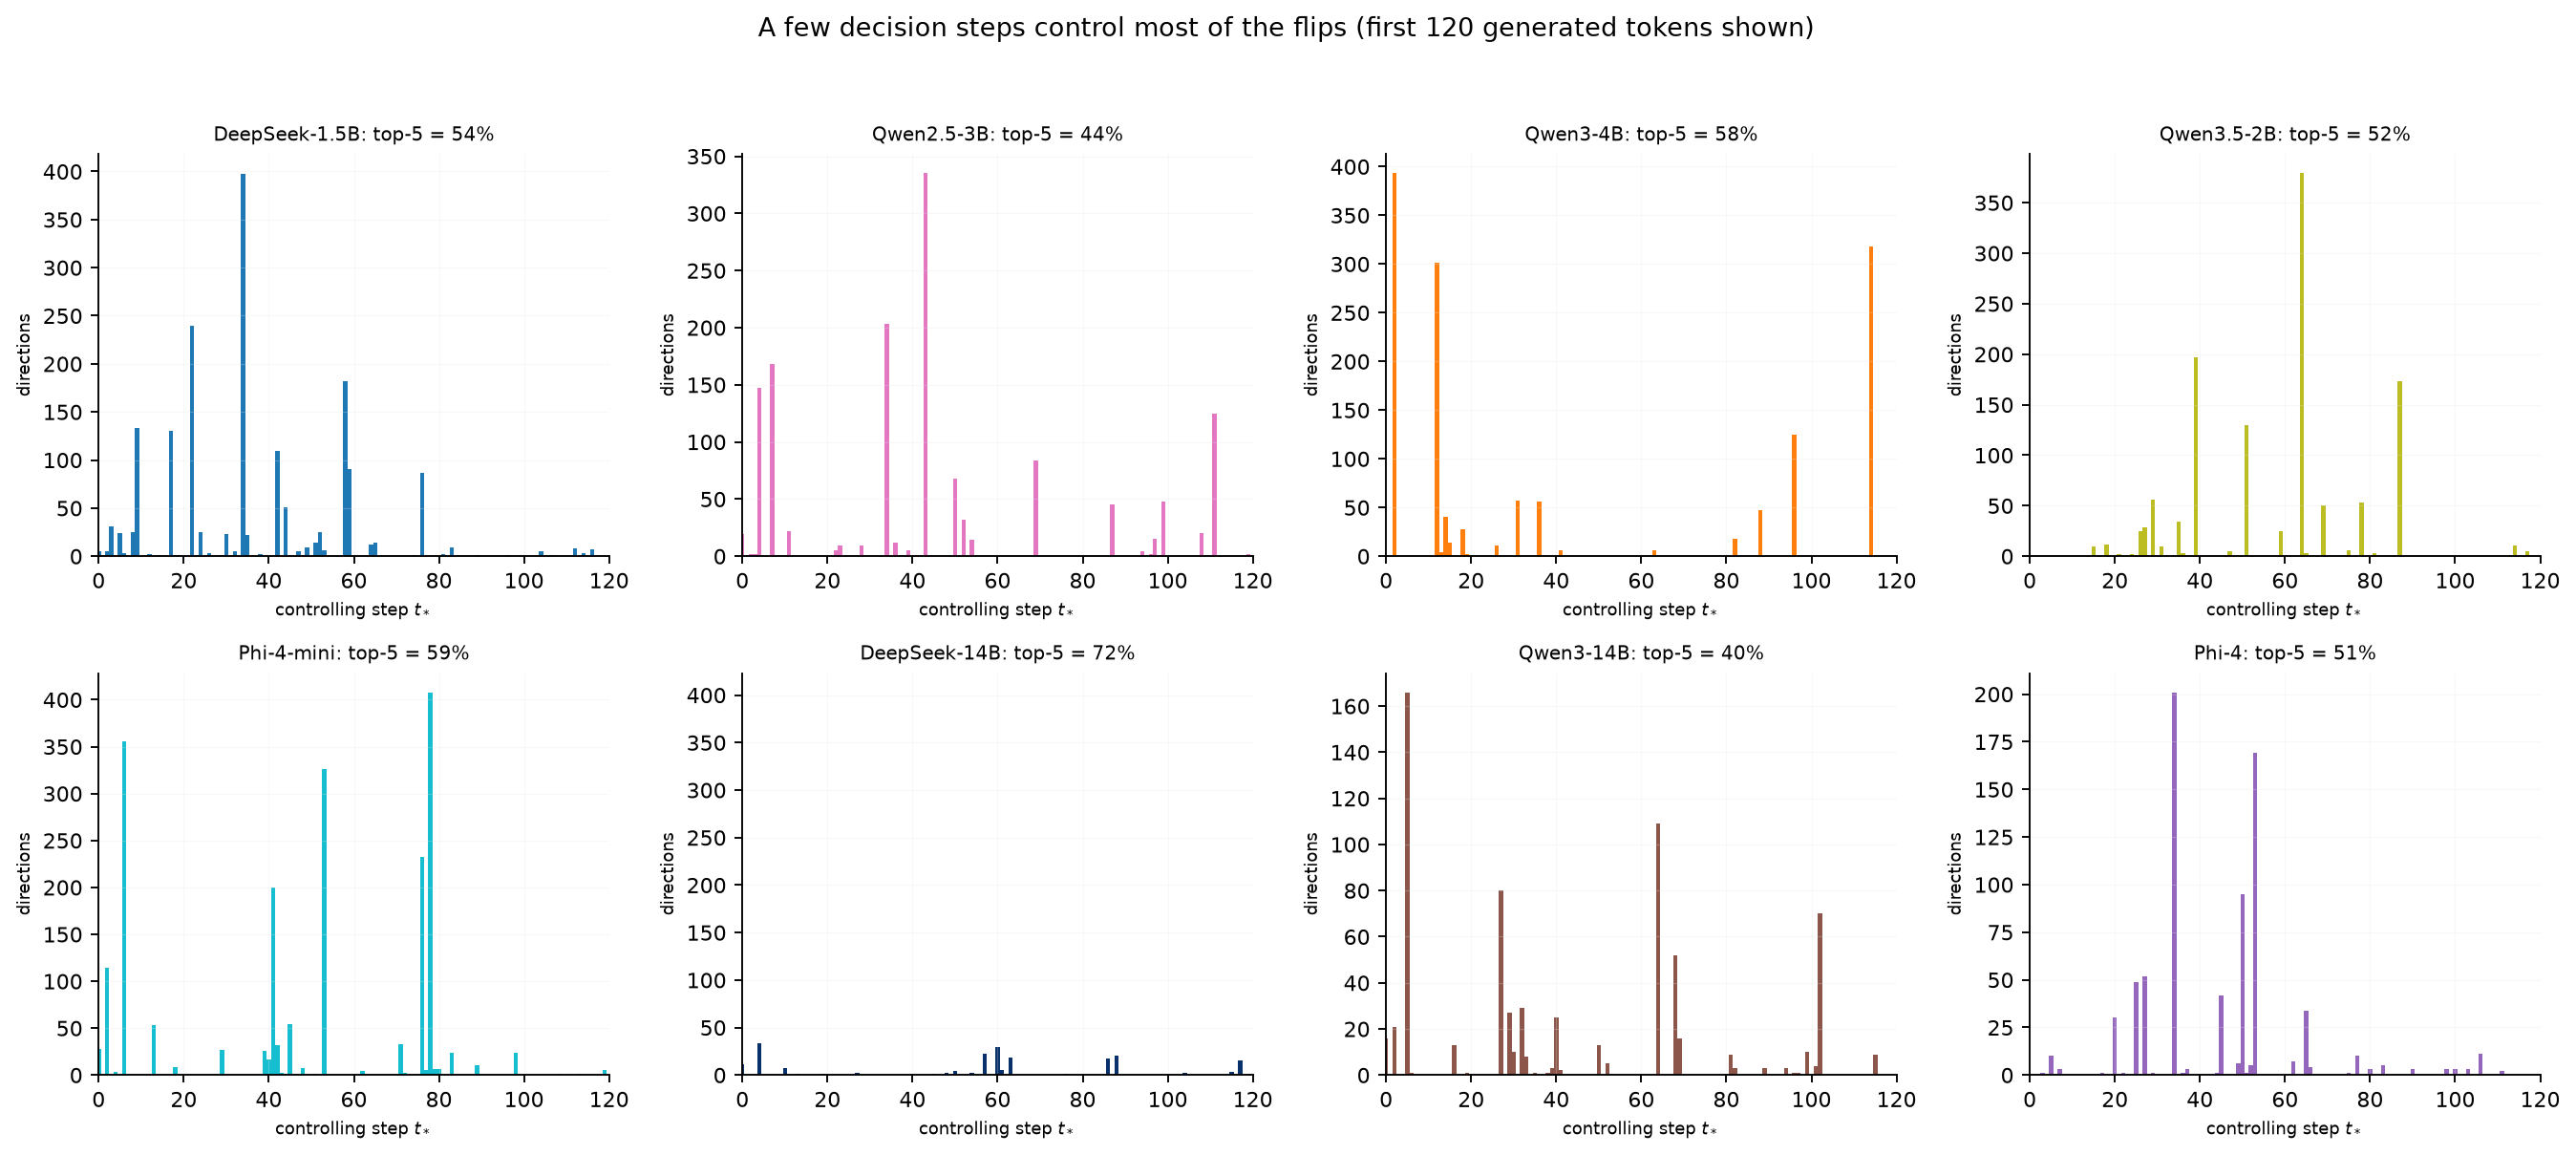 A few decision steps control most of the flips (first 120 generated tokens shown)
DeepSeek-1.5B: top-5 = 54%
directions
400
350
300
250
200
150
100
50
0
0 20 40 60 80 100 120
controlling step t*
Qwen2.5-3B: top-5 = 44%
directions
350
300
250
200
150
100
50
0
0 20 40 60 80 100 120
controlling step t*
Qwen3-4B: top-5 = 58%
directions
400
350
300
250
200
150
100
50
0
0 20 40 60 80 100 120
controlling step t*
Qwen3.5-2B: top-5 = 52%
directions
350
300
250
200
150
100
50
0
0 20 40 60 80 100 120
controlling step t*
Phi-4-mini: top-5 = 59%
directions
400
350
300
250
200
150
100
50
0
0 20 40 60 80 100 120
controlling step t*
DeepSeek-14B: top-5 = 72%
directions
400
350
300
250
200
150
100
50
0
0 20 40 60 80 100 120
controlling step t*
Qwen3-14B: top-5 = 40%
directions
160
140
120
100
80
60
40
20
0
0 20 40 60 80 100 120
controlling step t*
Phi-4: top-5 = 51%
directions
200
175
150
125
100
75
50
25
0
0 20 40 60 80 100 120
controlling step t*